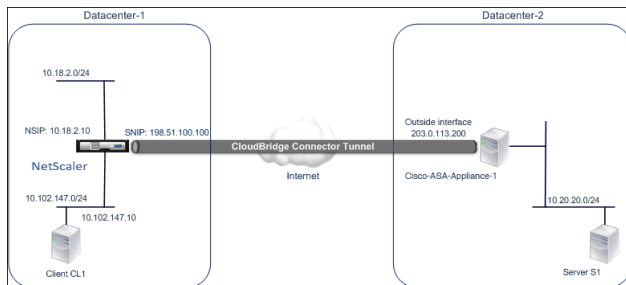 Datacenter-1
Datacenter-2
10.18.2.0/24
NSIP: 10.18.2.10
SNIP: 198.51.100.100
NetScaler
CloudBridge Connector Tunnel
Internet
Outside interface
203.0.113.200
Cisco-ASA-Appliance-1
10.102.147.0/24
10.102.147.10
Client CL1
10.20.20.0/24
Server S1